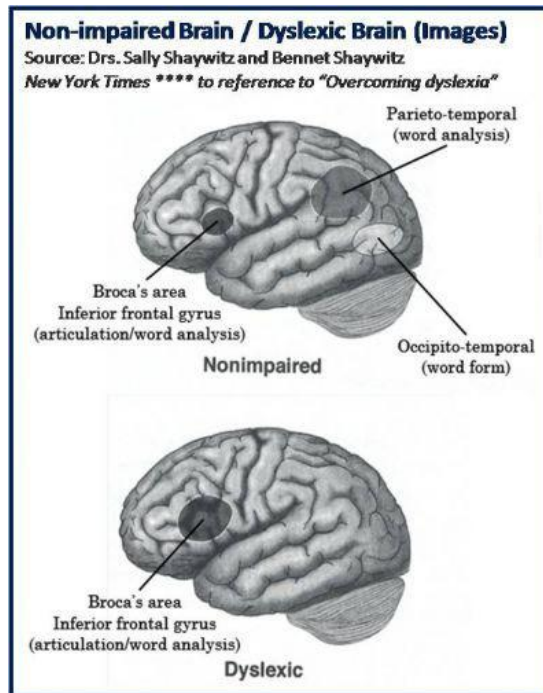 Non-impaired Brain / Dyslexic Brain (Images)
Source: Drs. Sally Shaywitz and Bennet Shaywitz
New York Times **** to reference to "Overcoming dyslexia"
Parieto-temporal
(word analysis)
Broca's area
Inferior frontal gyrus
(articulation/word analysis)
Occipito-temporal
(word form)
Nonimpaired
Broca's area
Inferior frontal gyrus
(articulation/word analysis)
Dyslexic